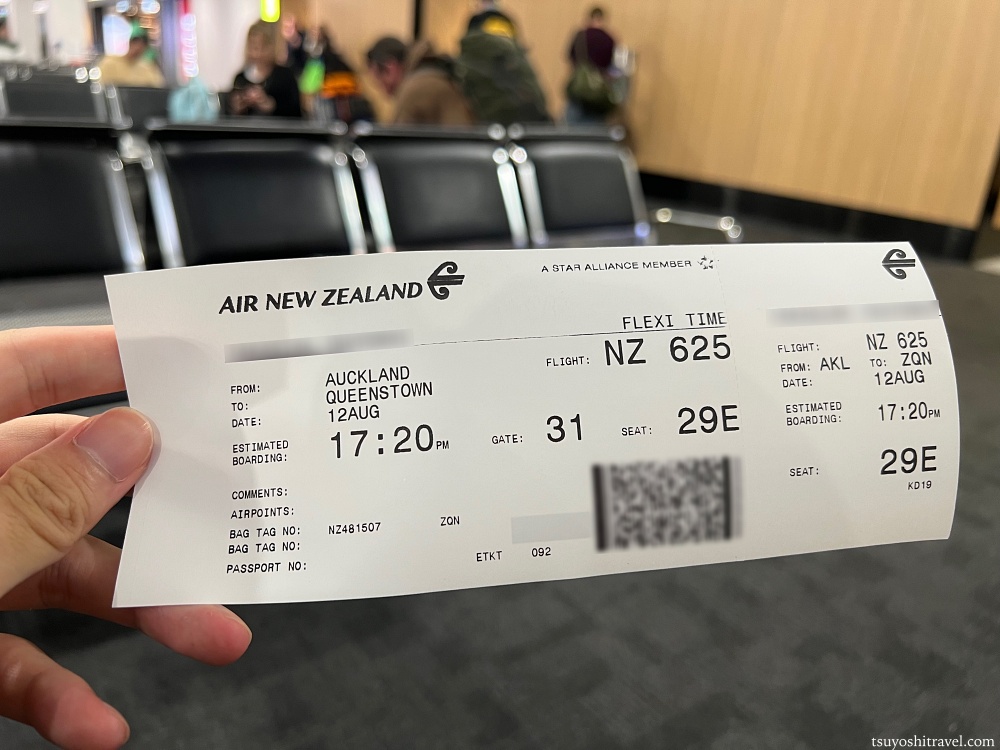 AIR NEW ZEALAND
A STAR ALLIANCE MEMBER
FLEXI TIME
FLIGHT: NZ 625
FROM: AUCKLAND
TO: QUEENSTOWN
DATE: 12AUG
ESTIMATED BOARDING: 17:20PM
GATE: 31 SEAT: 29E
COMMENTS:
AIRPOINTS:
BAG TAG NO: NZ481507 ZQN
BAG TAG NO:
PASSPORT NO:
ETKT 092
FLIGHT: NZ 625
FROM: AKL TO: ZQN
DATE: 12AUG
ESTIMATED BOARDING: 17:20PM
SEAT: 29E
KD19
tsuyoshitravel.com